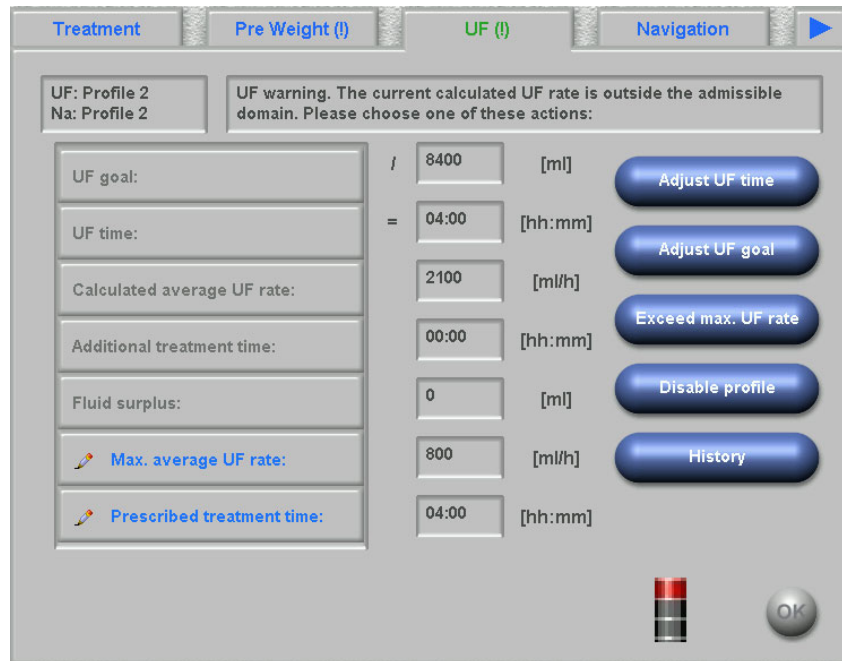 Treatment
Pre Weight (!)
UF (!)
Navigation
UF: Profile 2
Na: Profile 2
UF warning. The current calculated UF rate is outside the admissible
domain. Please choose one of these actions:
UF goal: / 8400 [ml]
UF time: = 04:00 [hh:mm]
Calculated average UF rate: 2100 [ml/h]
Additional treatment time: 00:00 [hh:mm]
Fluid surplus: 0 [ml]
Max. average UF rate: 800 [ml/h]
Prescribed treatment time: 04:00 [hh:mm]
Adjust UF time
Adjust UF goal
Exceed max. UF rate
Disable profile
History
OK